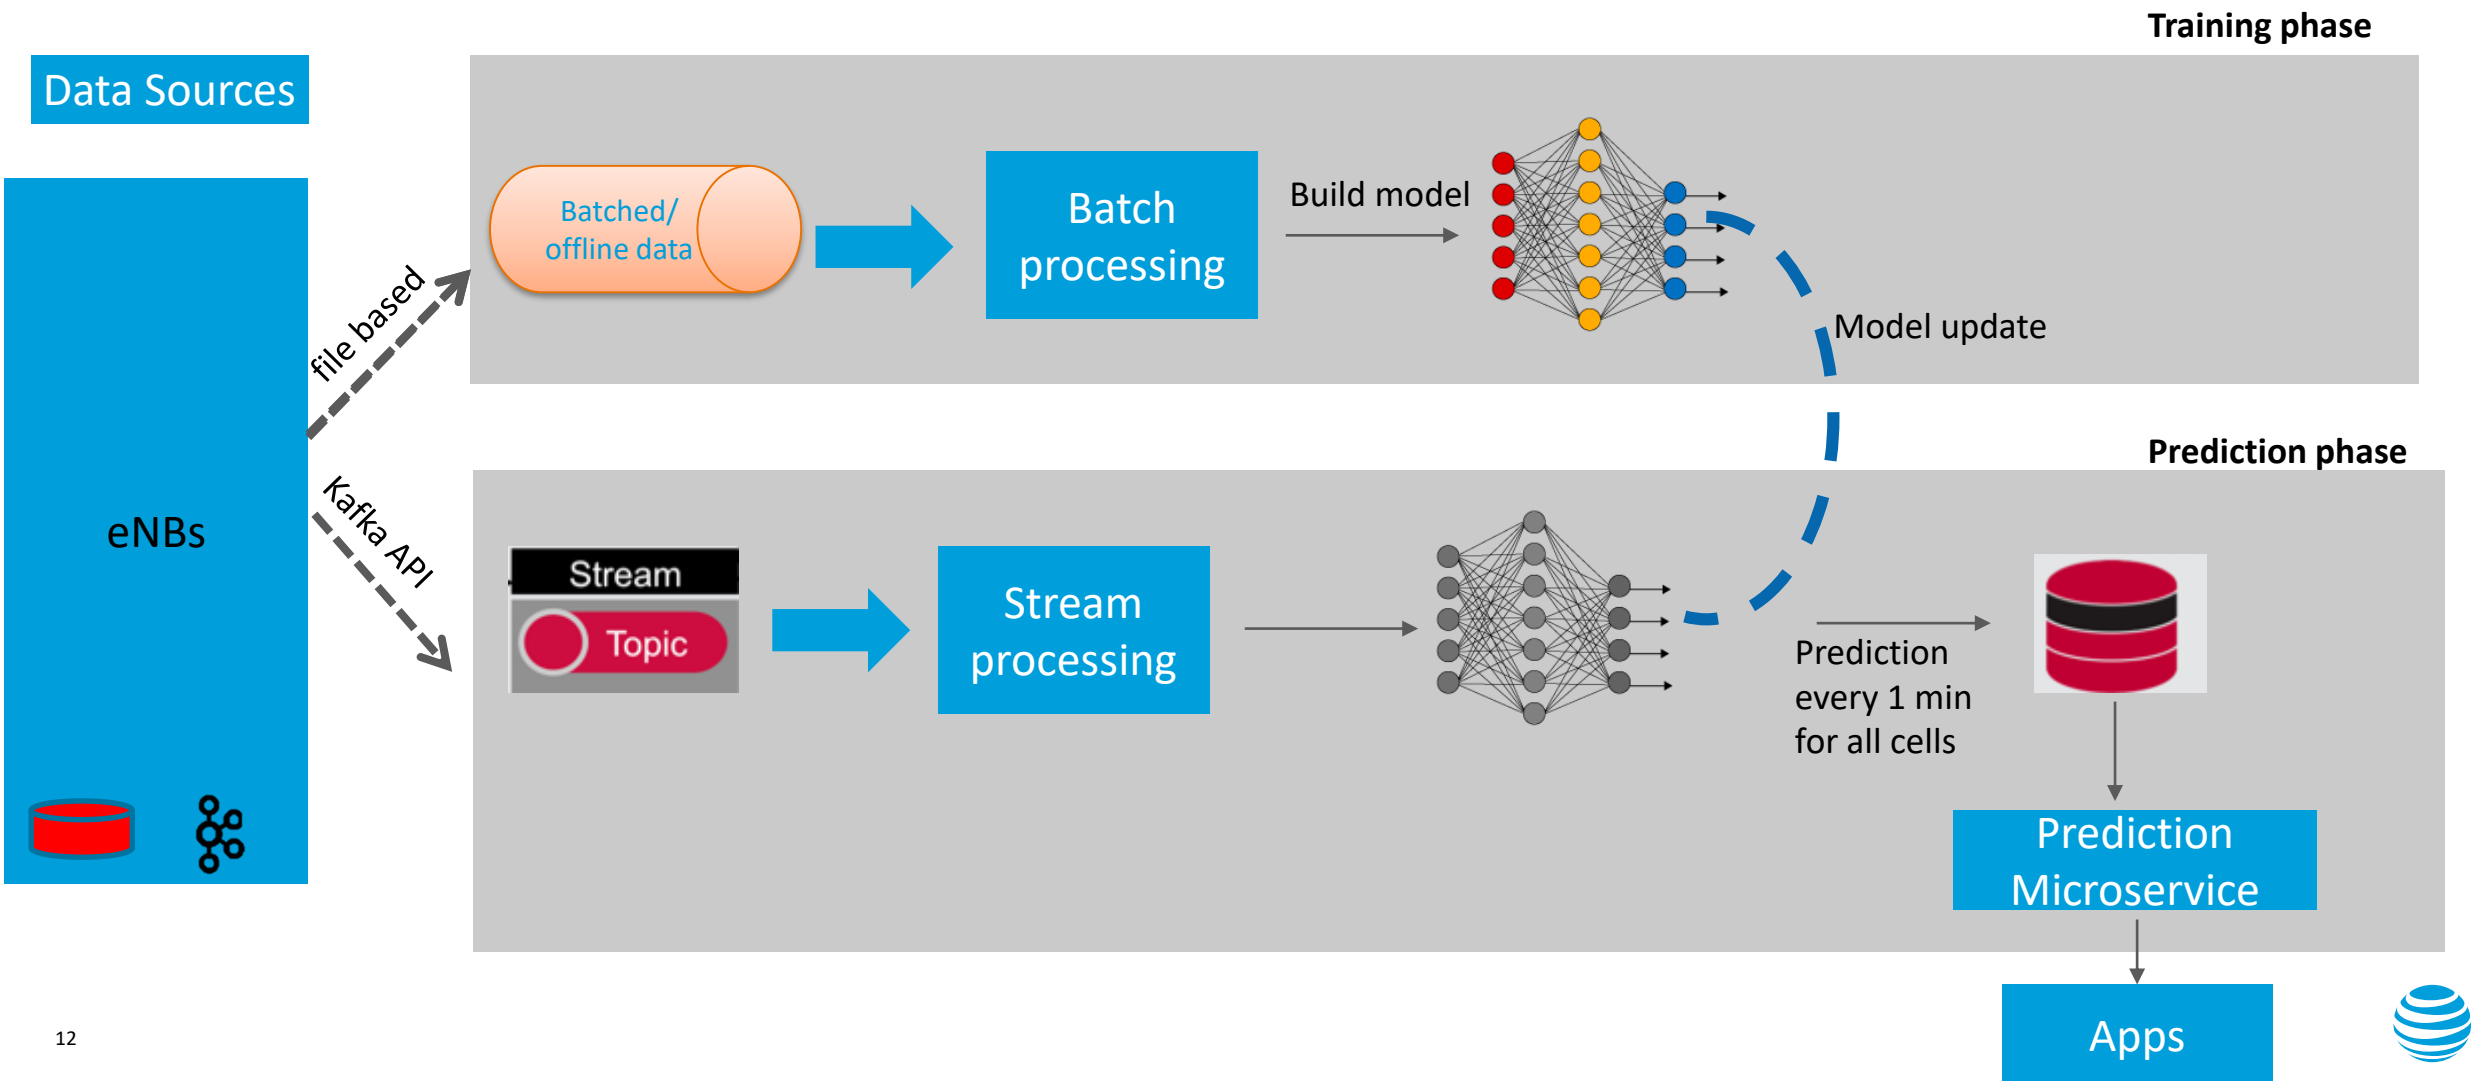 Training phase
Data Sources
Batched/
offline data
Batch
processing
Build model
file based
Model update
Prediction phase
eNBs
Kafka API
Stream
Topic
Stream
processing
Prediction
every 1 min
for all cells
Prediction
Microservice
Apps
12